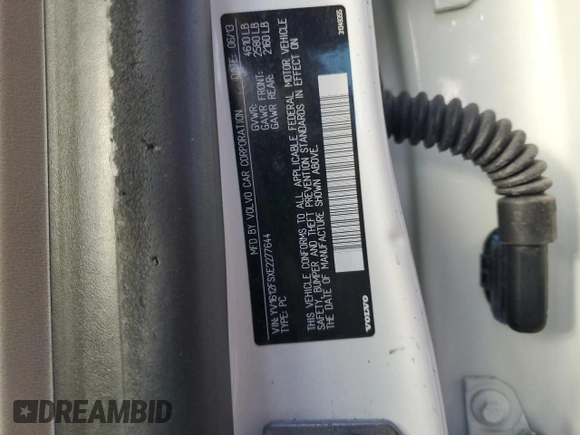 MFD BY VOLVO CAR CORPORATION DATE: 06/13
GVWR: 4610 LB
GAWR FRONT: 2580 LB
GAWR REAR: 2160 LB
VIN: YV1612FSXE2277644
TYPE: PC
THIS VEHICLE CONFORMS TO ALL APPLICABLE FEDERAL MOTOR VEHICLE
SAFETY, BUMPER AND THEFT PREVENTION STANDARDS IN EFFECT ON
THE DATE OF MANUFACTURE SHOWN ABOVE.
VOLVO
DREAMBID